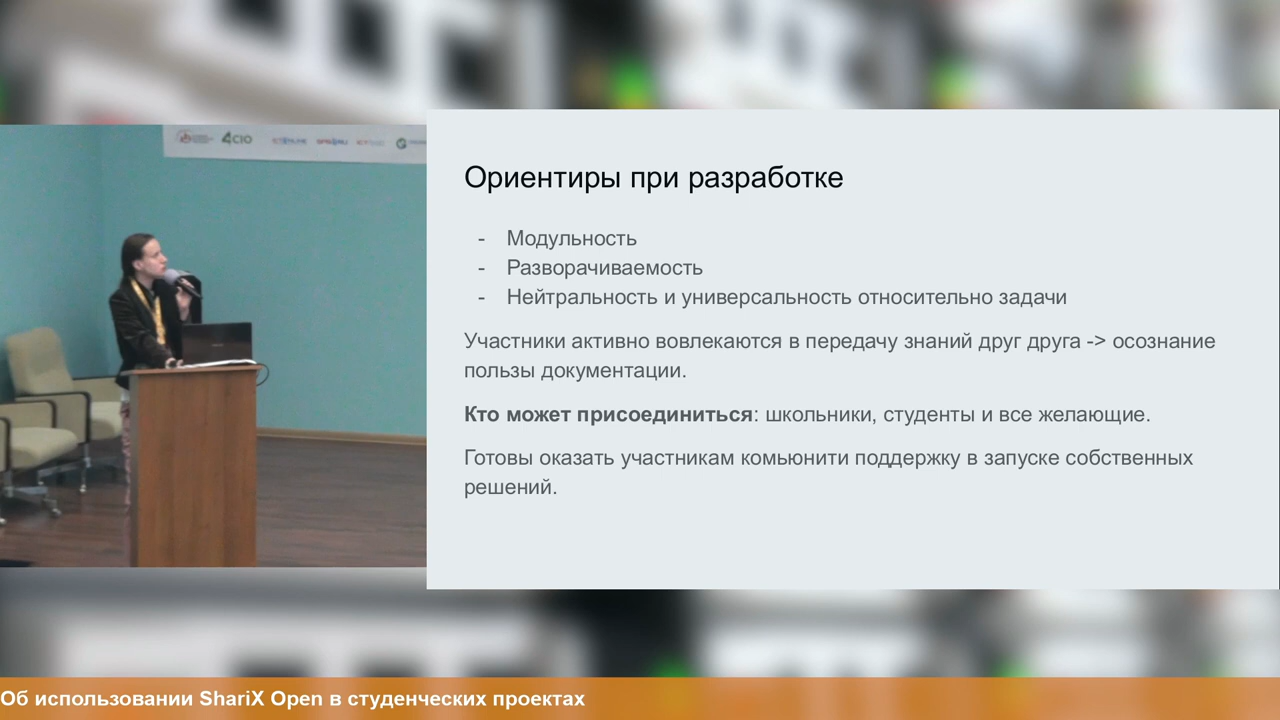 4CIO
Ориентиры при разработке
- Модульность
- Разворачиваемость
- Нейтральность и универсальность относительно задачи
Участники активно вовлекаются в передачу знаний друг друга -> осознание
пользы документации.
Кто может присоединиться: школьники, студенты и все желающие.
Готовы оказать участникам комьюнити поддержку в запуске собственных
решений.
Об использовании ShariX Open в студенческих проектах